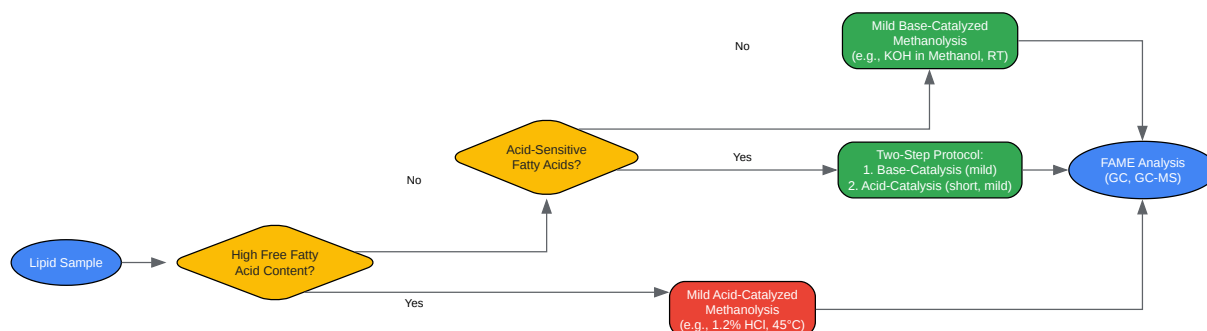 Lipid Sample
High Free Fatty
Acid Content?
No
Yes
Acid-Sensitive
Fatty Acids?
No
Yes
Mild Base-Catalyzed
Methanolysis
(e.g., KOH in Methanol, RT)
Two-Step Protocol:
1. Base-Catalysis (mild)
2. Acid-Catalysis (short, mild)
Mild Acid-Catalyzed
Methanolysis
(e.g., 1.2% HCl, 45°C)
FAME Analysis
(GC, GC-MS)